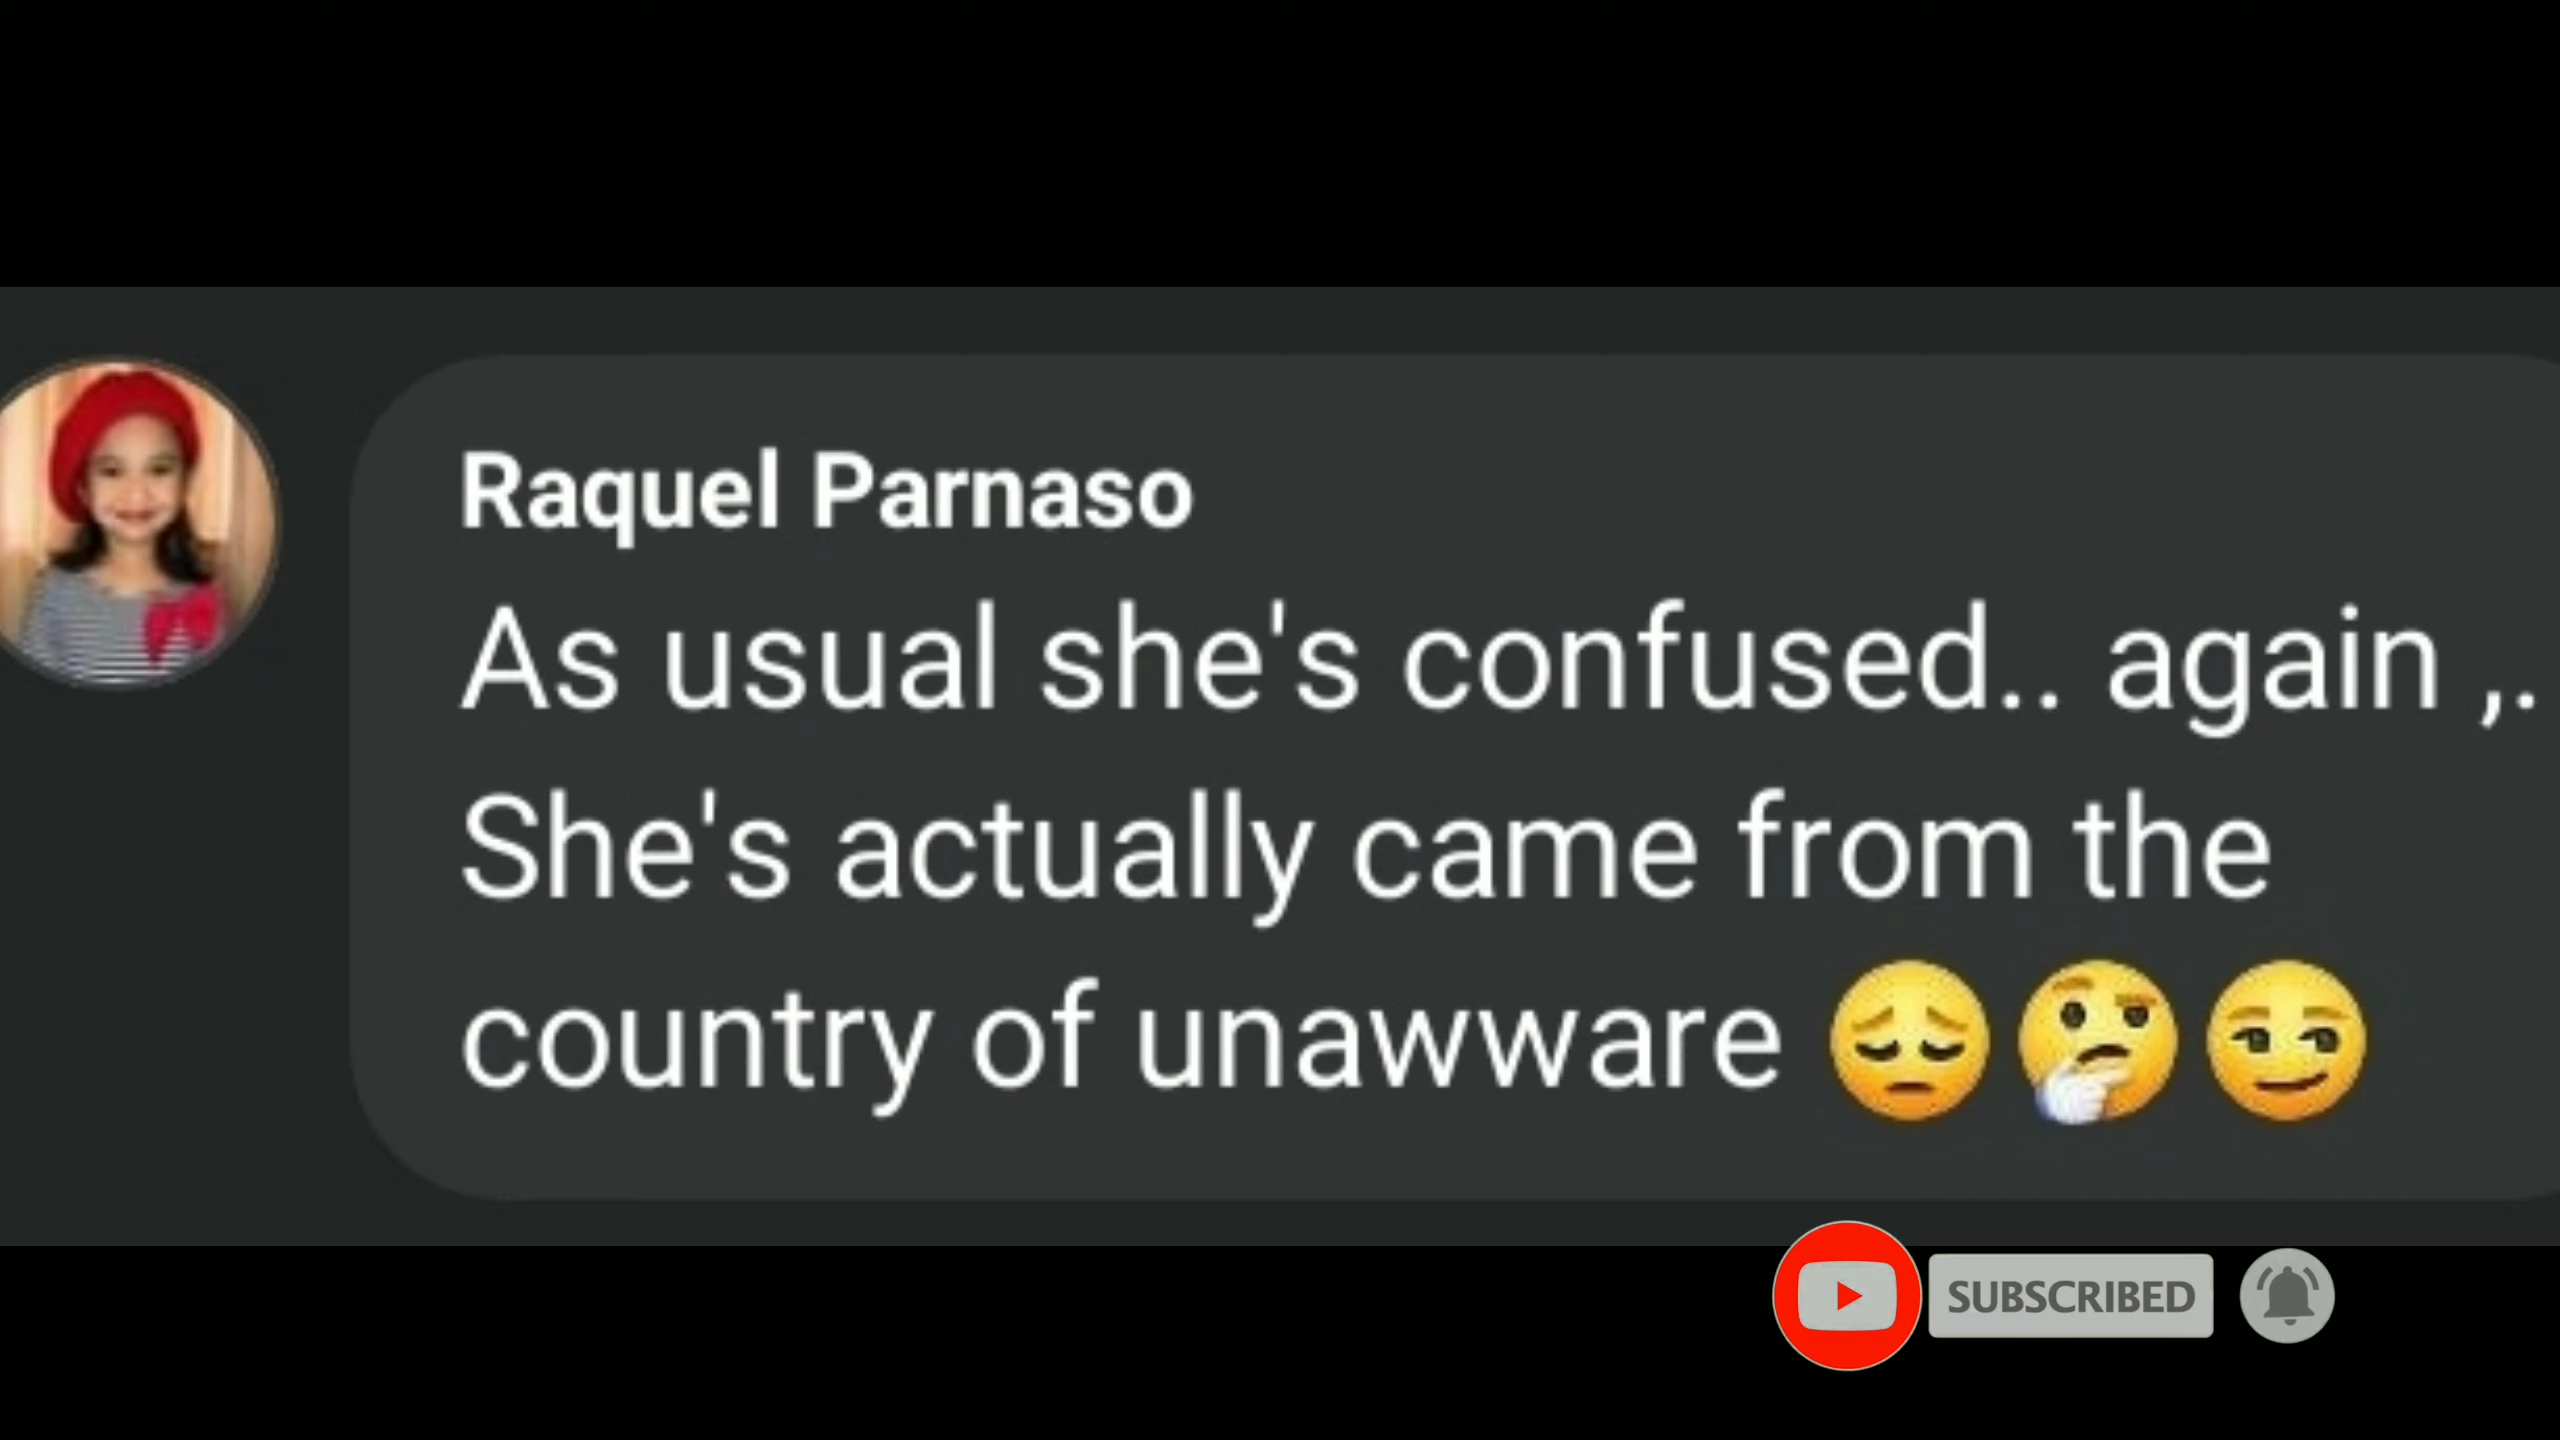 Raquel Parnaso
As usual she's confused.. again ,.
She's actually came from the
country of unawware 😔🤔😏
SUBSCRIBED